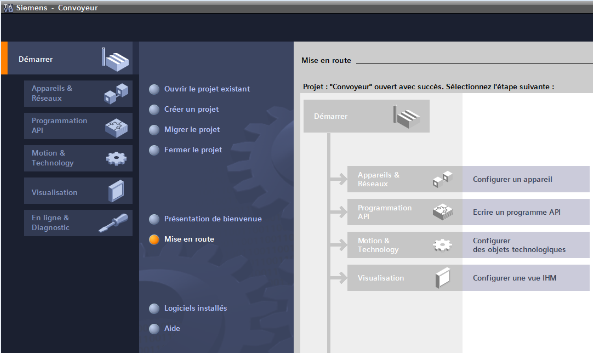 Siemens - Convoyeur
Démarrer
Appareils &
Réseaux
Programmation
API
Motion &
Technology
Visualisation
En ligne &
Diagnostic
Ouvrir le projet existant
Créer un projet
Migrer le projet
Fermer le projet
Présentation de bienvenue
Mise en route
Logiciels installés
Aide
Mise en route
Projet : "Convoyeur" ouvert avec succès. Sélectionnez l'étape suivante :
Démarrer
Appareils &
Réseaux
Configurer un appareil
Programmation
API
Ecrire un programme API
Motion &
Technology
Configurer
des objets technologiques
Visualisation
Configurer une vue IHM